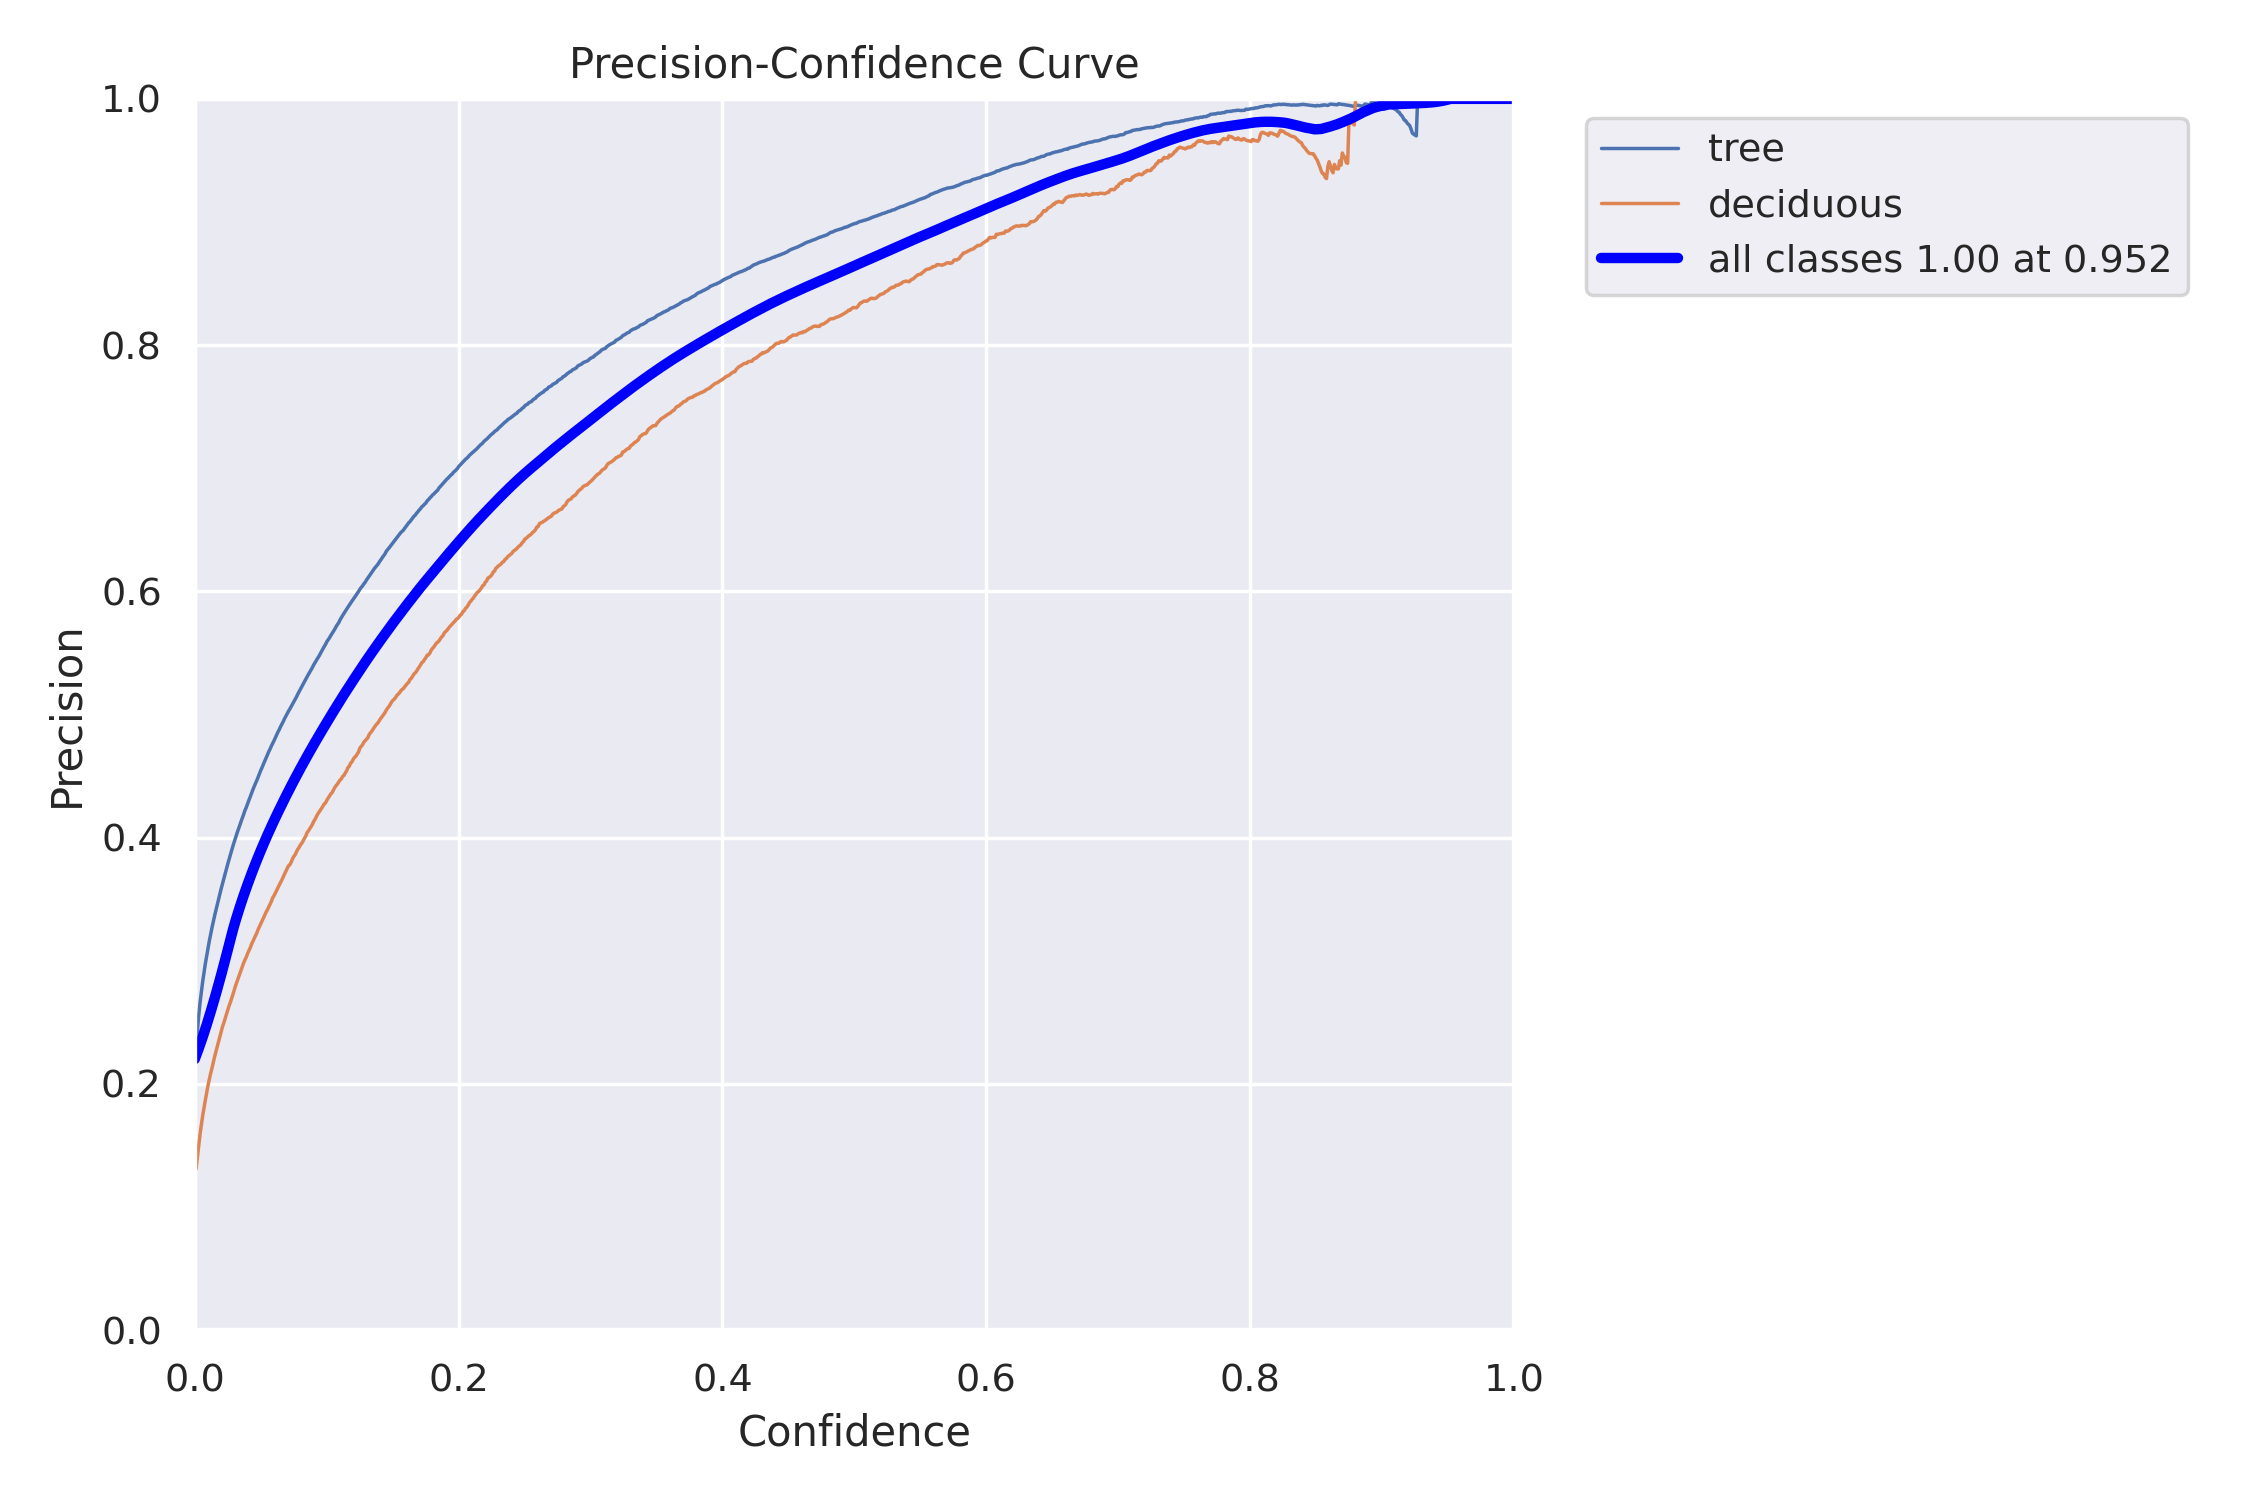 Precision-Confidence Curve
1.0
0.8
0.6
0.4
0.2
0.0
Precision
0.0 0.2 0.4 0.6 0.8 1.0
Confidence
tree
deciduous
all classes 1.00 at 0.952